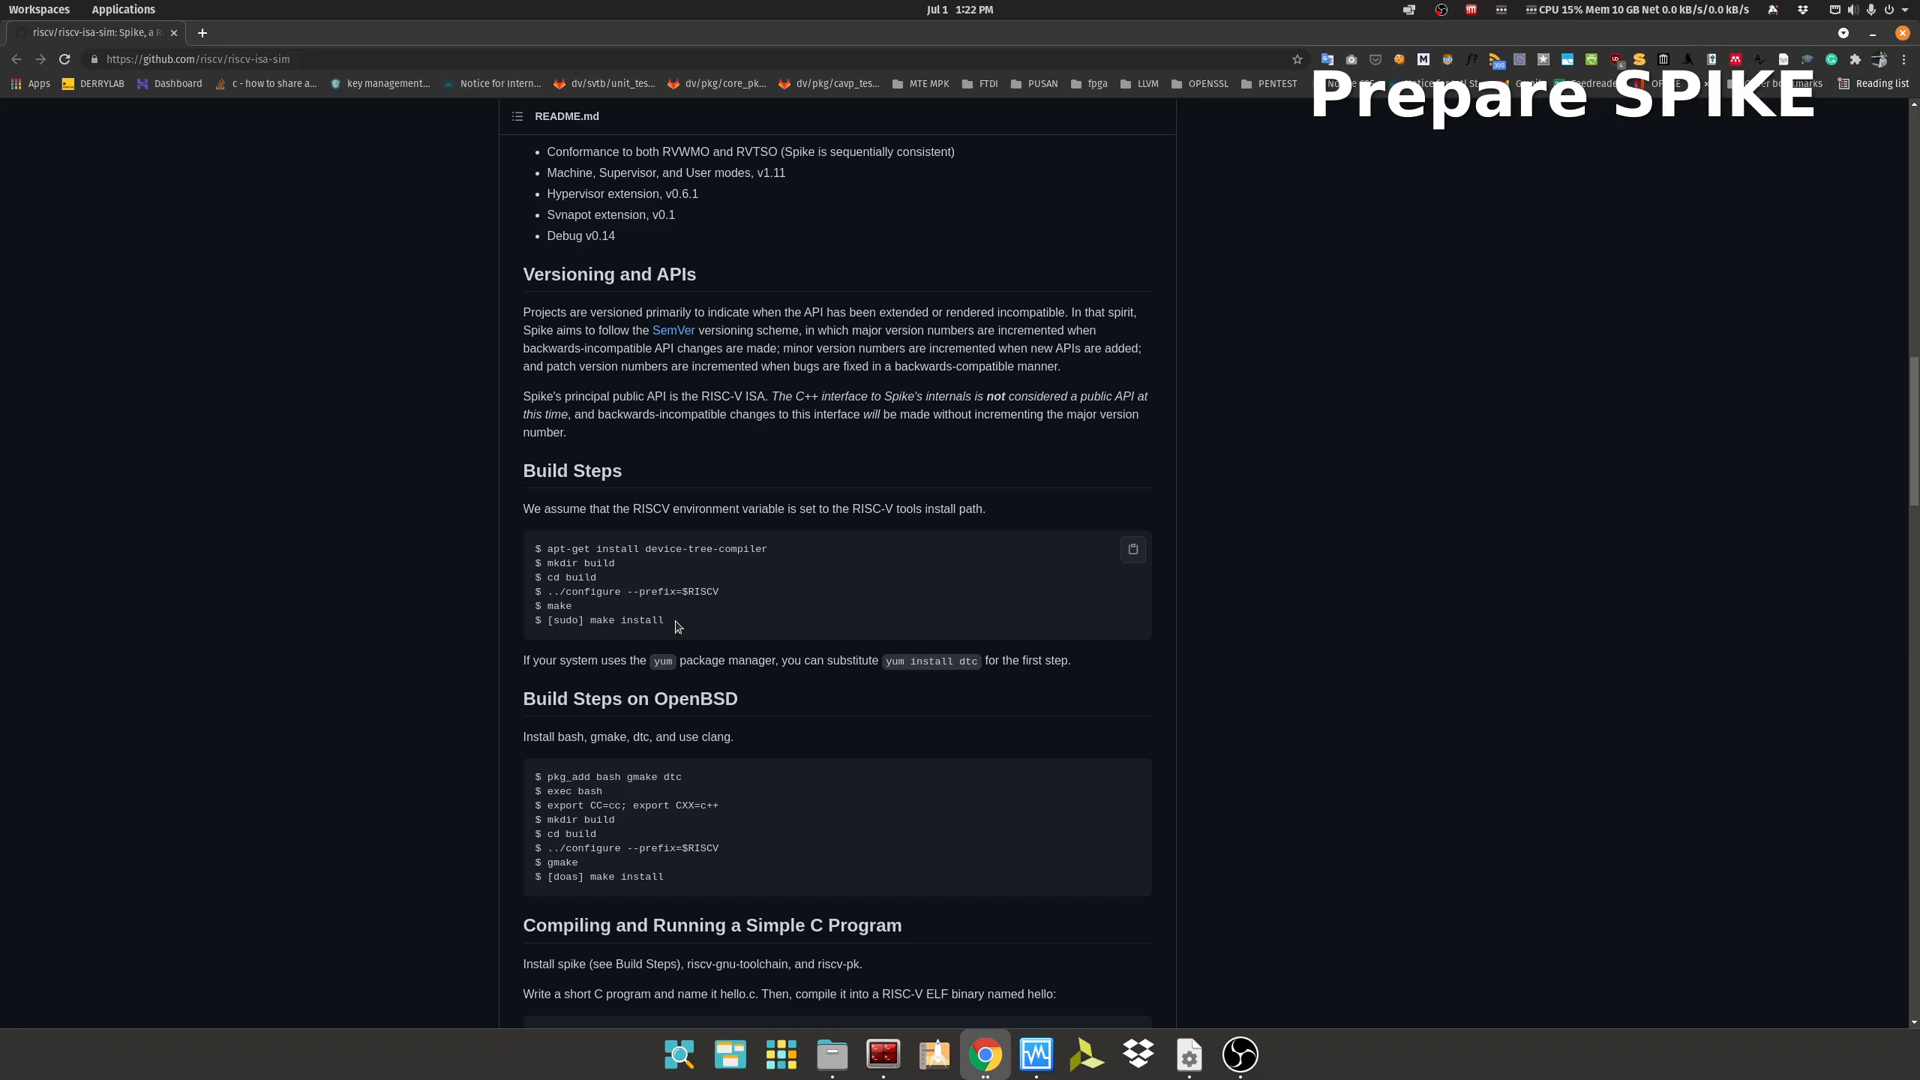 Workspaces
Applications
Jul 1 1:22 PM
CPU 15% Mem 10 GB Net 0.0 kB/s/0.0 kB/s
riscv/riscv-isa-sim: Spike, a R
https://github.com/riscv/riscv-isa-sim
Apps
DERRYLAB
Dashboard
c - how to share a...
key management...
Notice for Intern...
dv/svtb/unit_tes...
dv/pkg/core_pk...
dv/pkg/cavp_tes...
MTE MPK
FTDI
PUSAN
fpga
LLVM
OPENSSL
PENTEST
Reading list
Prepare SPIKE
README.md
Conformance to both RVWMO and RVTSO (Spike is sequentially consistent)
Machine, Supervisor, and User modes, v1.11
Hypervisor extension, v0.6.1
Svnapot extension, v0.1
Debug v0.14
Versioning and APIs
Projects are versioned primarily to indicate when the API has been extended or rendered incompatible. In that spirit,
Spike aims to follow the SemVer versioning scheme, in which major version numbers are incremented when
backwards-incompatible API changes are made; minor version numbers are incremented when new APIs are added;
and patch version numbers are incremented when bugs are fixed in a backwards-compatible manner.
Spike's principal public API is the RISC-V ISA. The C++ interface to Spike's internals is not considered a public API at
this time, and backwards-incompatible changes to this interface will be made without incrementing the major version
number.
Build Steps
We assume that the RISCV environment variable is set to the RISC-V tools install path.
$ apt-get install device-tree-compiler
$ mkdir build
$ cd build
$ ../configure --prefix=$RISCV
$ make
$ [sudo] make install
If your system uses the yum package manager, you can substitute yum install dtc for the first step.
Build Steps on OpenBSD
Install bash, gmake, dtc, and use clang.
$ pkg_add bash gmake dtc
$ exec bash
$ export CC=cc; export CXX=c++
$ mkdir build
$ cd build
$ ../configure --prefix=$RISCV
$ gmake
$ [doas] make install
Compiling and Running a Simple C Program
Install spike (see Build Steps), riscv-gnu-toolchain, and riscv-pk.
Write a short C program and name it hello.c. Then, compile it into a RISC-V ELF binary named hello: